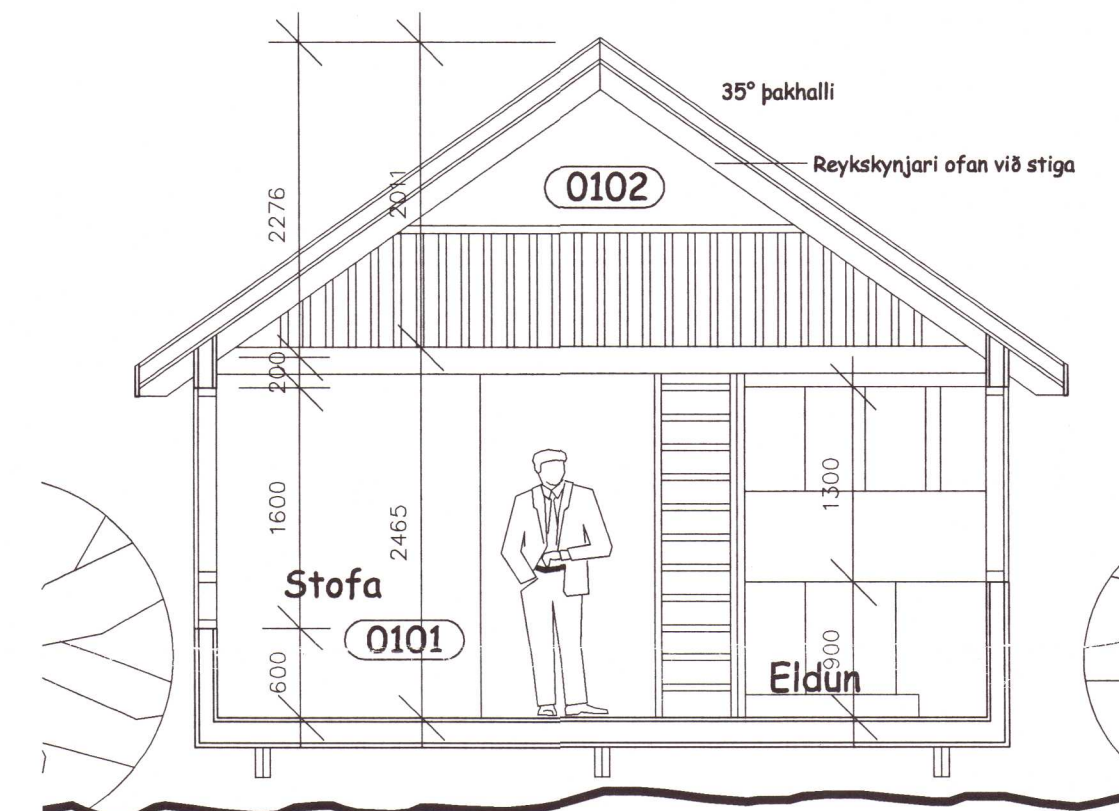 35° þakhalli
Reykskynjari ofan við stiga
0102
2276
2011
200
1600
2465
1300
Stofa
0101
600
900
Eldun